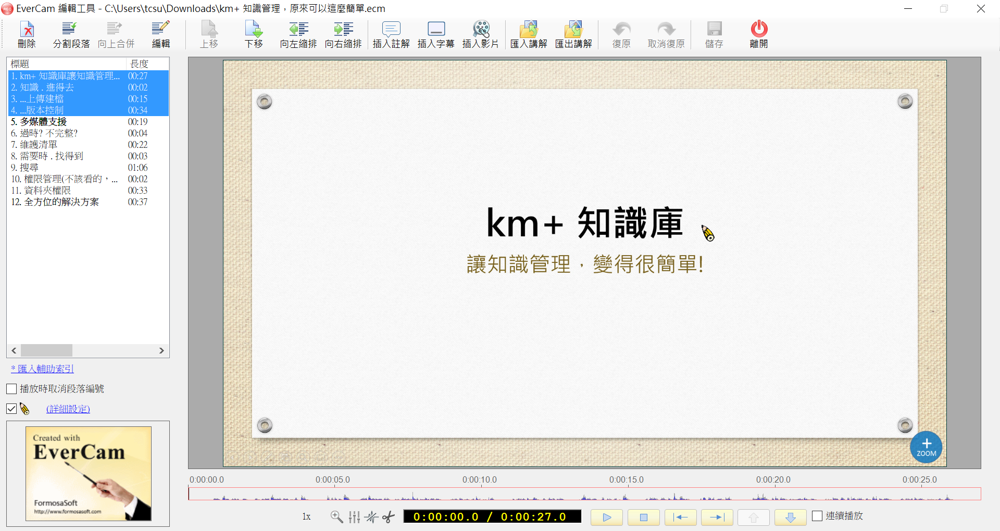 EverCam 編輯工具 - C:\Users\tcsu\Downloads\km+ 知識管理，原來可以這麼簡單.ecm
刪除 分割段落 向上合併 編輯 上移 下移 向左縮排 向右縮排 插入註解 插入字幕 插入影片 匯入講解 匯出講解 復原 取消復原 儲存 離開
標題 長度
1. km+ 知識庫讓知識管理... 00:27
2. 知識 . 進得去 00:02
3. ...上傳建檔 00:15
4. ...版本控制 00:34
5. 多媒體支援 00:19
6. 過時? 不完整? 00:04
7. 維護清單 00:22
8. 需要時 . 找得到 00:03
9. 搜尋 01:06
10. 權限管理(不該看的，... 00:02
11. 資料夾權限 00:33
12. 全方位的解決方案 00:37
* 匯入輔助索引
播放時取消段落編號
(詳細設定)
Created with
EverCam
FormosaSoft
http://www.formosasoft.com
km+ 知識庫
讓知識管理，變得很簡單!
ZOOM
0:00:00.0 0:00:05.0 0:00:10.0 0:00:15.0 0:00:20.0 0:00:25.0
1x 0:00:00.0 / 0:00:27.0 連續播放